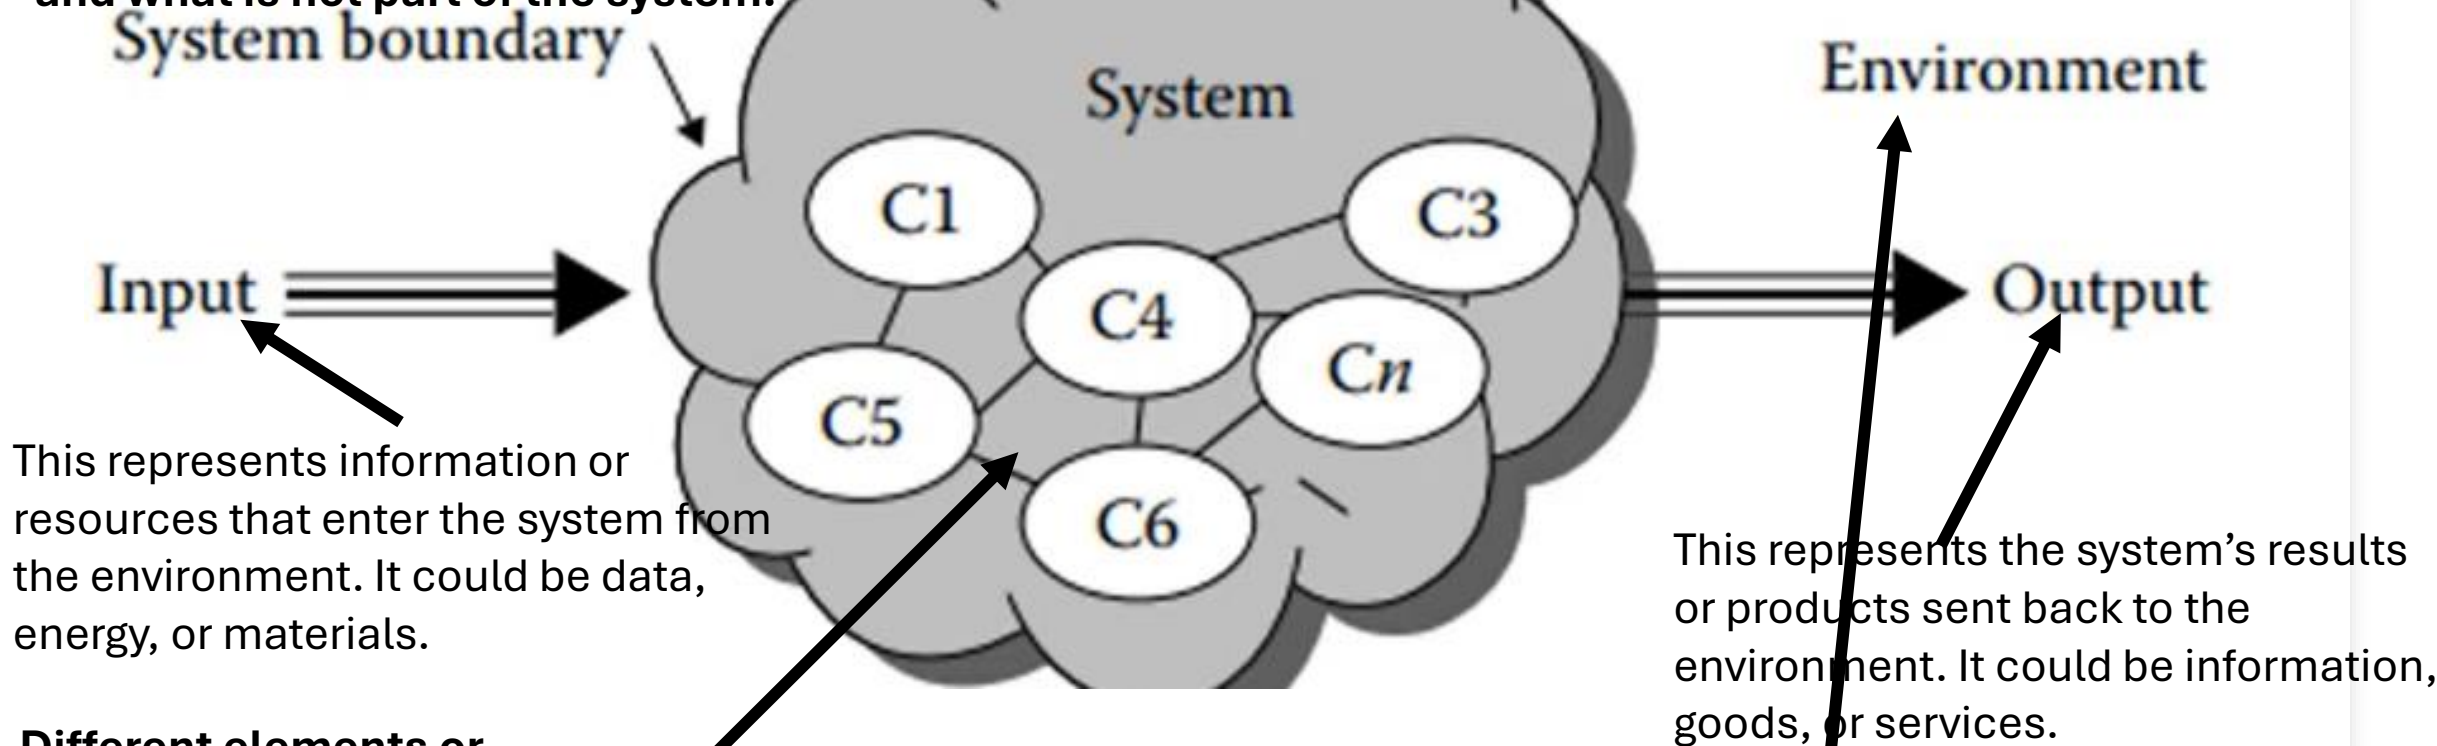 and what is not part of the system.
System boundary
System
Environment
C1
C3
Input
C4
Output
Cn
C5
C6
This represents information or
resources that enter the system from
the environment. It could be data,
energy, or materials.
This represents the system’s results
or products sent back to the
environment. It could be information,
goods, or services.
Different elements or